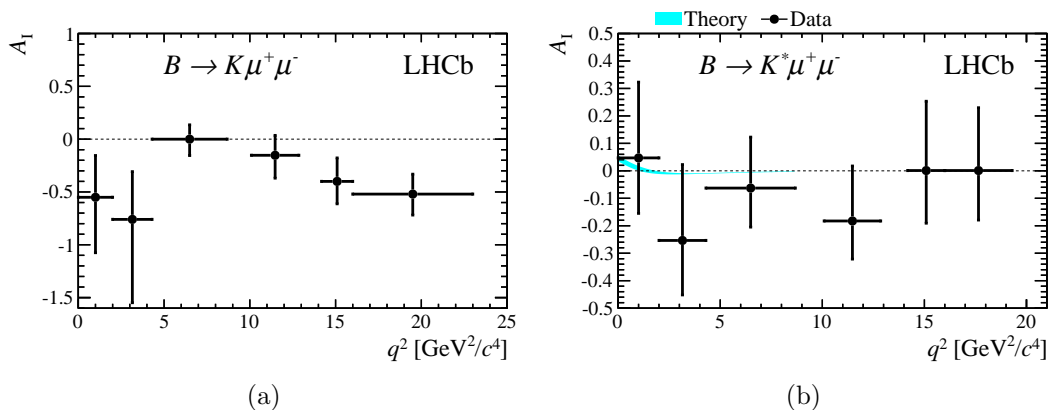 A_I
1
0.5
0
-0.5
-1
-1.5
B → Kμ⁺μ⁻
LHCb
0 5 10 15 20 25
q² [GeV²/c⁴]
(a)
Theory Data
A_I
0.5
0.4
0.3
0.2
0.1
0
-0.1
-0.2
-0.3
-0.4
-0.5
B → K*μ⁺μ⁻
LHCb
0 5 10 15 20
q² [GeV²/c⁴]
(b)